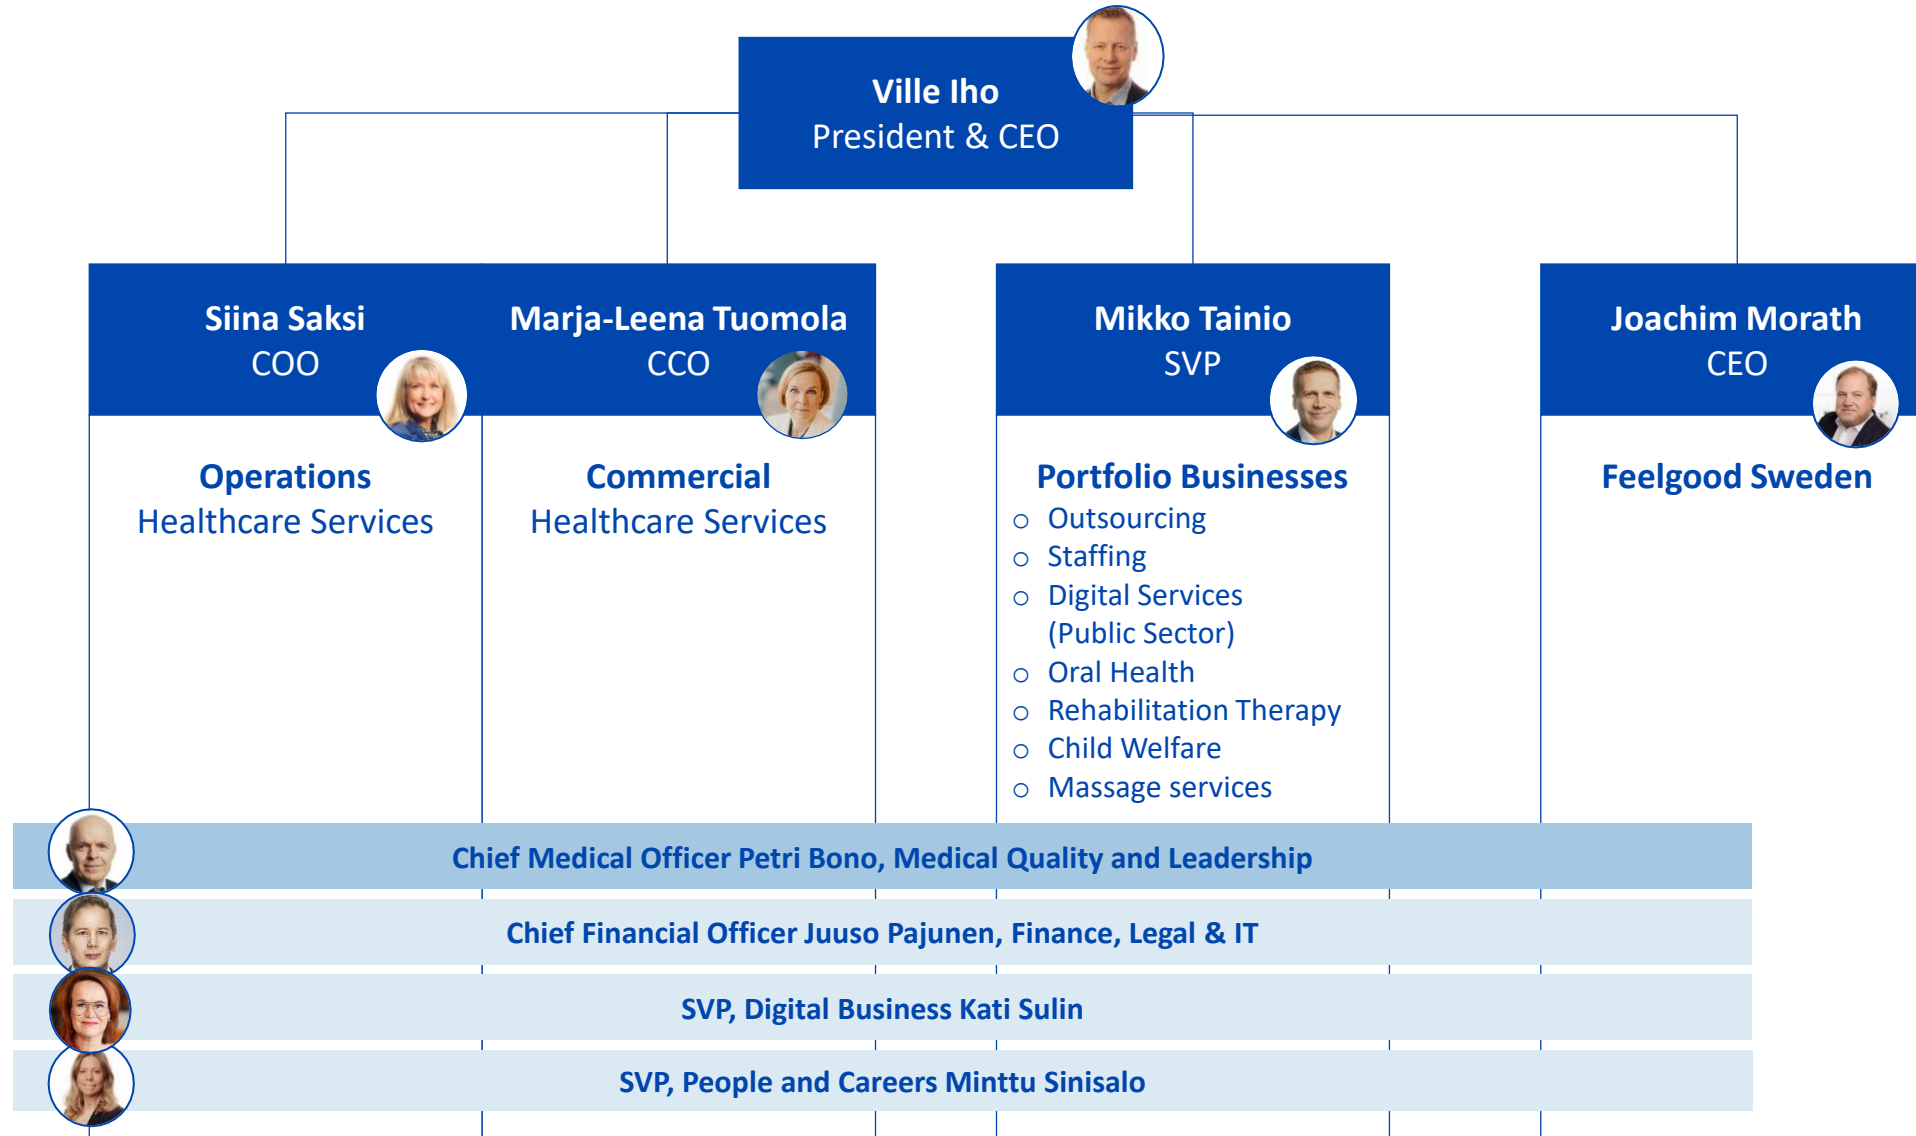 Ville Iho
President & CEO
Siina Saksi
COO
Marja-Leena Tuomola
CCO
Mikko Tainio
SVP
Joachim Morath
CEO
Operations
Healthcare Services
Commercial
Healthcare Services
Portfolio Businesses
o Outsourcing
o Staffing
o Digital Services
(Public Sector)
o Oral Health
o Rehabilitation Therapy
o Child Welfare
o Massage services
Feelgood Sweden
Chief Medical Officer Petri Bono, Medical Quality and Leadership
Chief Financial Officer Juuso Pajunen, Finance, Legal & IT
SVP, Digital Business Kati Sulin
SVP, People and Careers Minttu Sinisalo